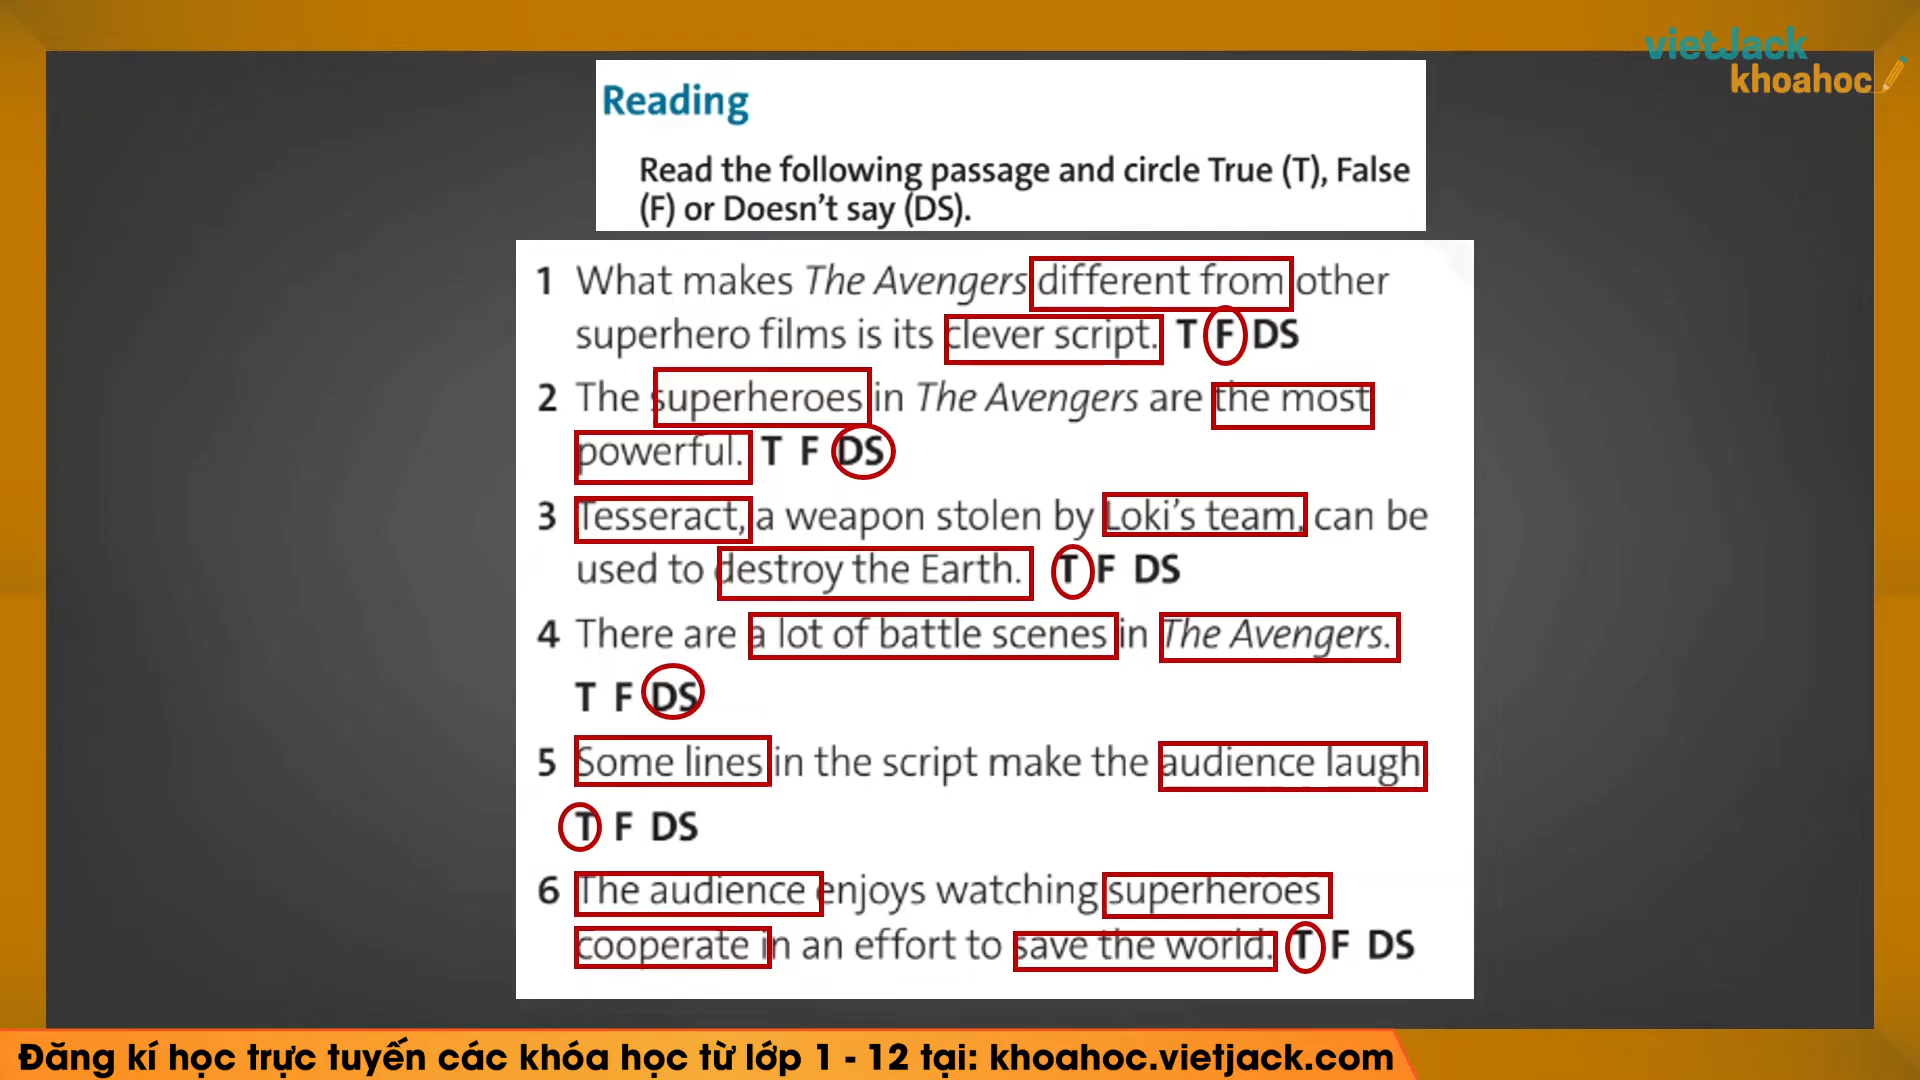 vietJack
khoahoc
Reading
Read the following passage and circle True (T), False
(F) or Doesn't say (DS).
1 What makes The Avengers different from other
superhero films is its clever script. T F DS
2 The superheroes in The Avengers are the most
powerful. T F DS
3 Tesseract, a weapon stolen by Loki's team, can be
used to destroy the Earth. T F DS
4 There are a lot of battle scenes in The Avengers.
T F DS
5 Some lines in the script make the audience laugh
T F DS
6 The audience enjoys watching superheroes
cooperate in an effort to save the world. T F DS
Đăng kí học trực tuyến các khóa học từ lớp 1 - 12 tại: khoahoc.vietjack.com